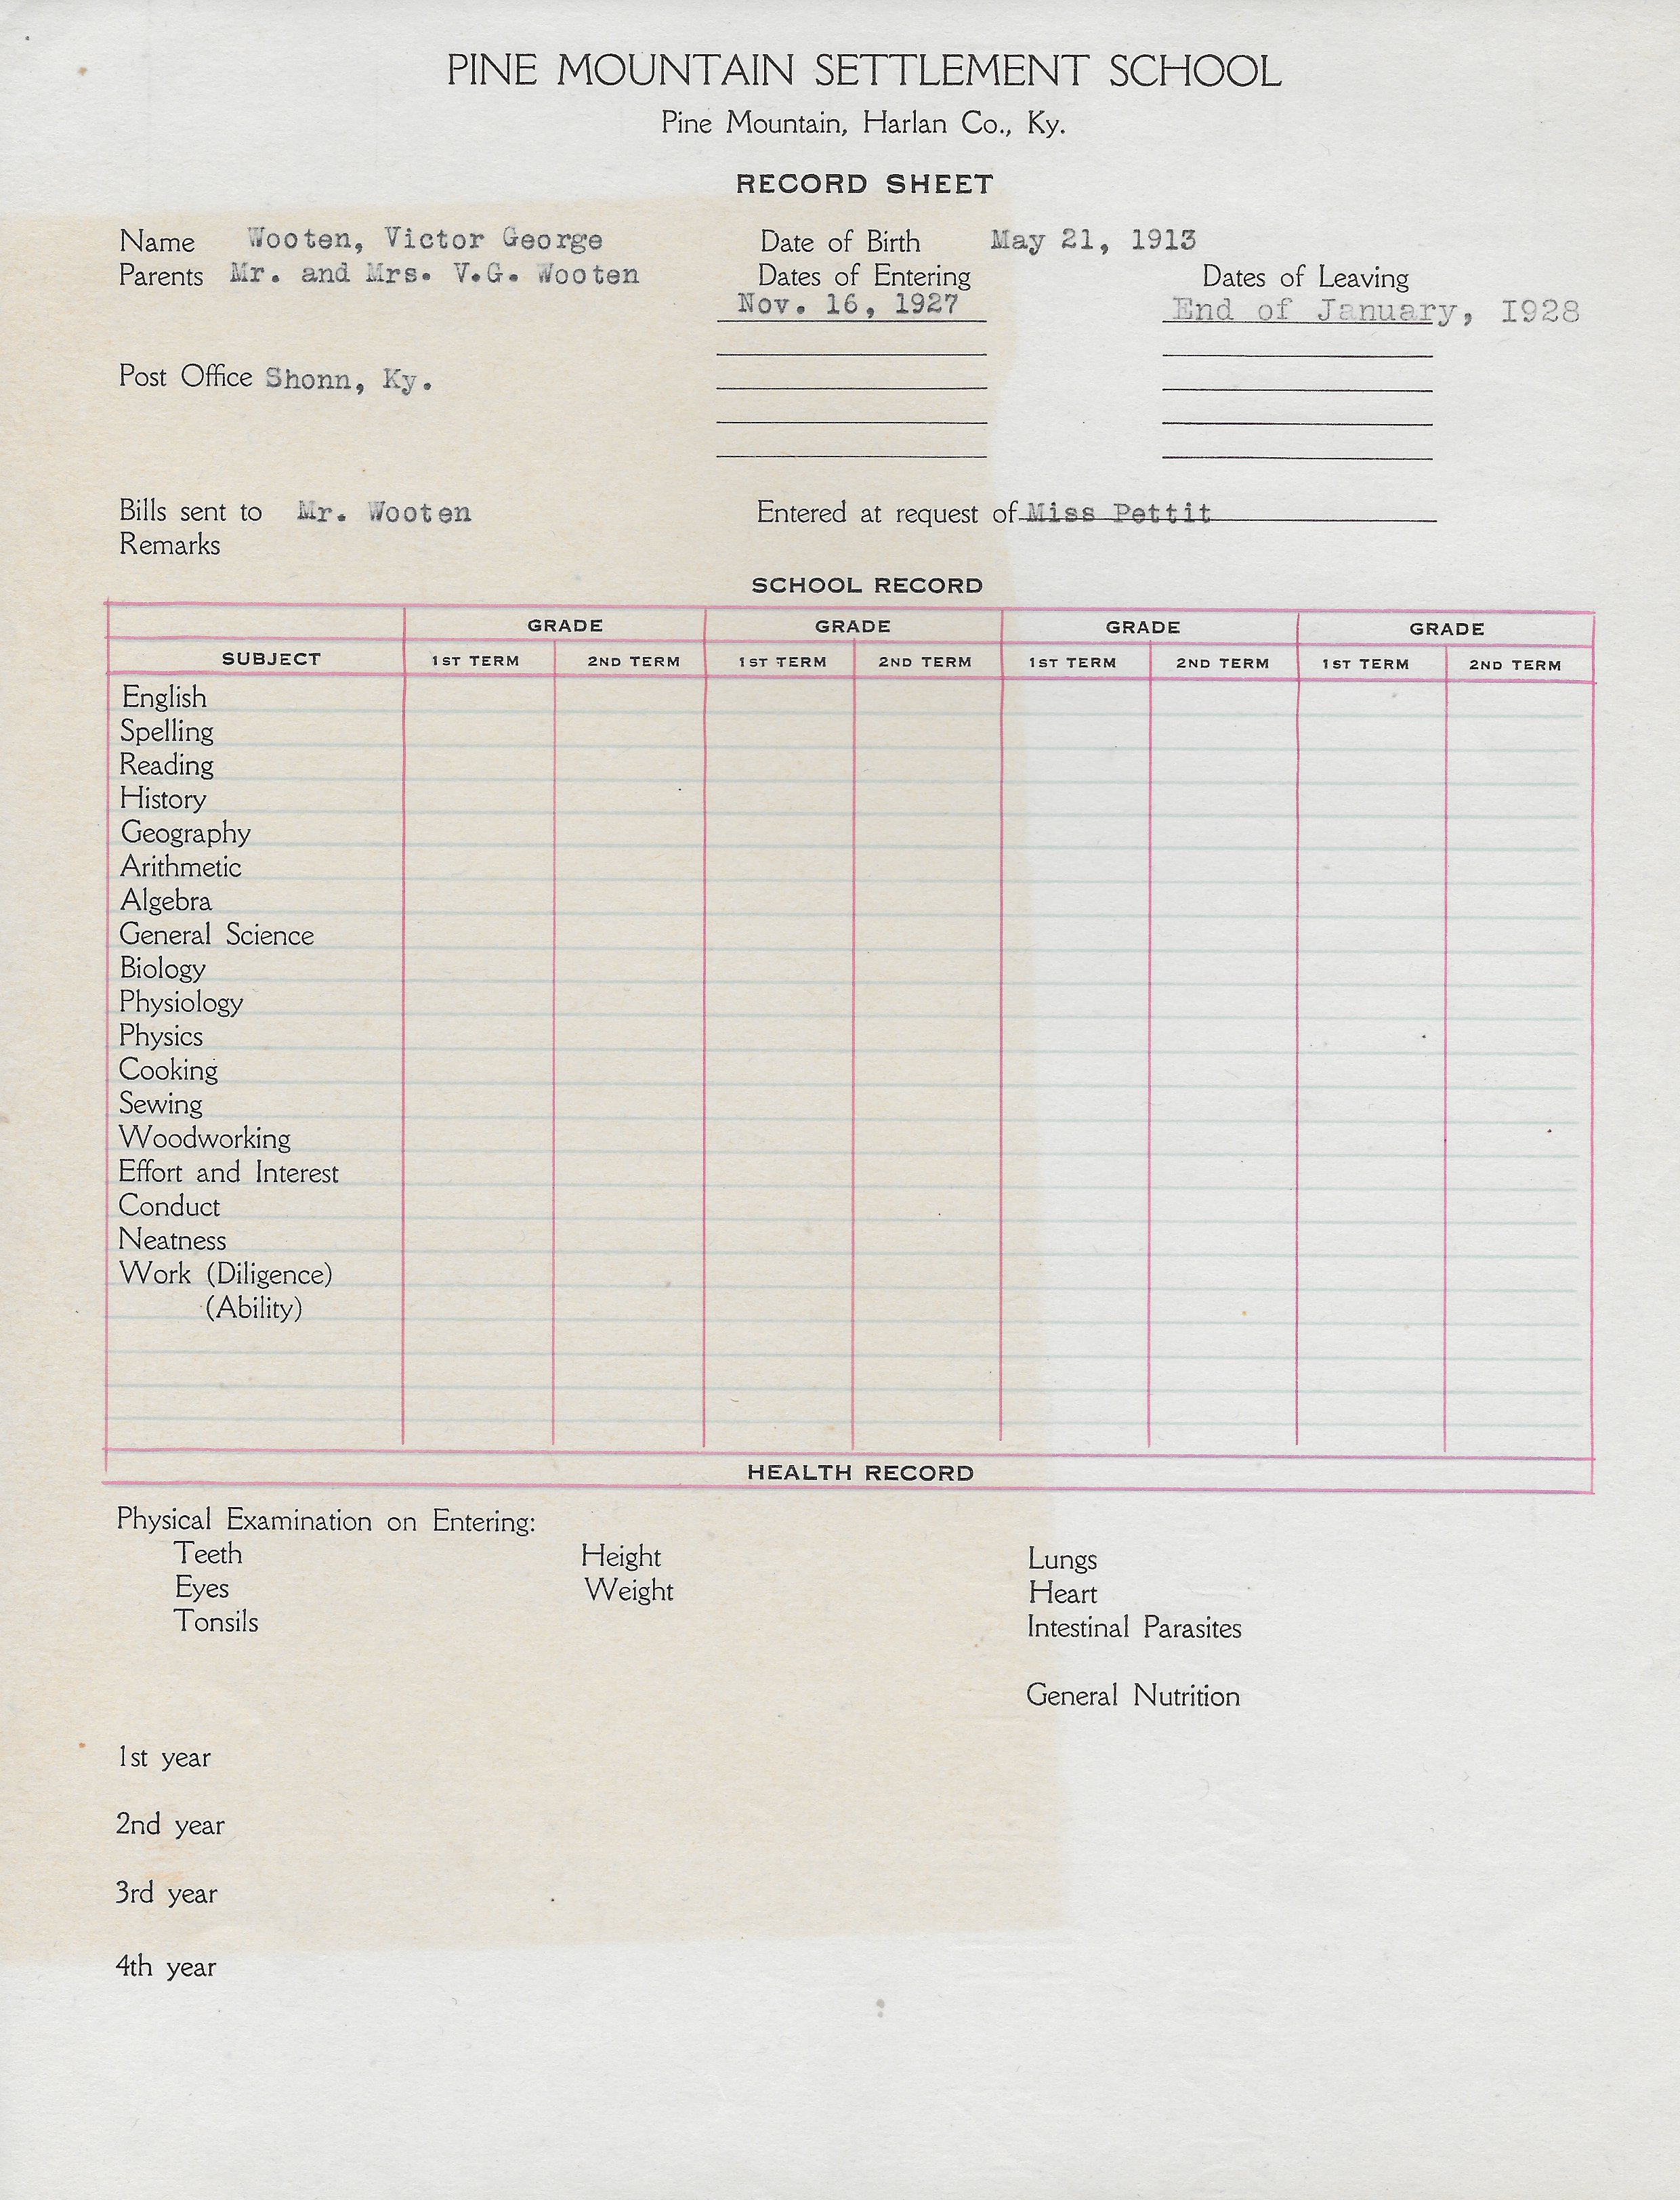 PINE MOUNTAIN SETTLEMENT SCHOOL
Pine Mountain, Harlan Co., Ky.
RECORD SHEET
Name Wooten, Victor George Date of Birth May 21, 1913
Parents Mr. and Mrs. V.G. Wooten Dates of Entering Dates of Leaving
Nov. 16, 1927 End of January, I928
Post Office Shonn, Ky.
Bills sent to Mr. Wooten Entered at request of Miss Pettit
Remarks
SCHOOL RECORD
GRADE GRADE GRADE GRADE
SUBJECT 1ST TERM 2ND TERM 1ST TERM 2ND TERM 1ST TERM 2ND TERM 1ST TERM 2ND TERM
English
Spelling
Reading
History
Geography
Arithmetic
Algebra
General Science
Biology
Physiology
Physics
Cooking
Sewing
Woodworking
Effort and Interest
Conduct
Neatness
Work (Diligence)
(Ability)
HEALTH RECORD
Physical Examination on Entering:
Teeth Height Lungs
Eyes Weight Heart
Tonsils Intestinal Parasites
General Nutrition
1st year
2nd year
3rd year
4th year